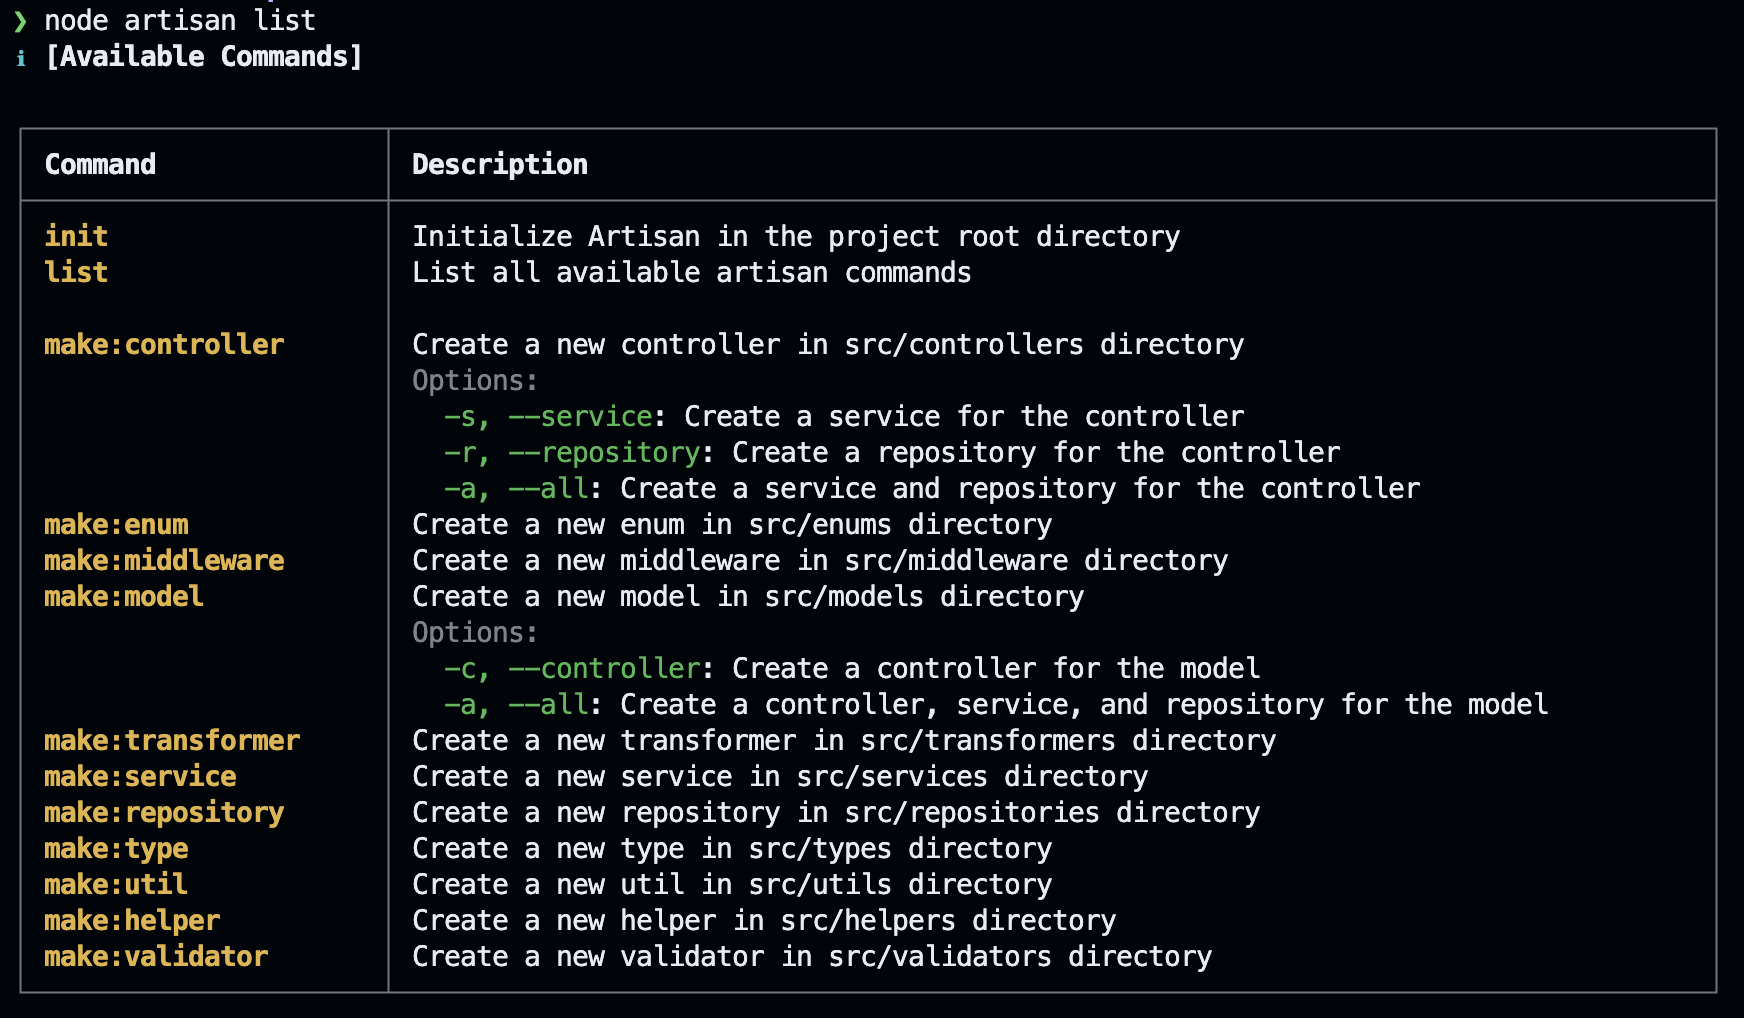 ❯ node artisan list
ℹ [Available Commands]
Command Description
init Initialize Artisan in the project root directory
list List all available artisan commands
make:controller Create a new controller in src/controllers directory
Options:
-s, --service: Create a service for the controller
-r, --repository: Create a repository for the controller
-a, --all: Create a service and repository for the controller
make:enum Create a new enum in src/enums directory
make:middleware Create a new middleware in src/middleware directory
make:model Create a new model in src/models directory
Options:
-c, --controller: Create a controller for the model
-a, --all: Create a controller, service, and repository for the model
make:transformer Create a new transformer in src/transformers directory
make:service Create a new service in src/services directory
make:repository Create a new repository in src/repositories directory
make:type Create a new type in src/types directory
make:util Create a new util in src/utils directory
make:helper Create a new helper in src/helpers directory
make:validator Create a new validator in src/validators directory